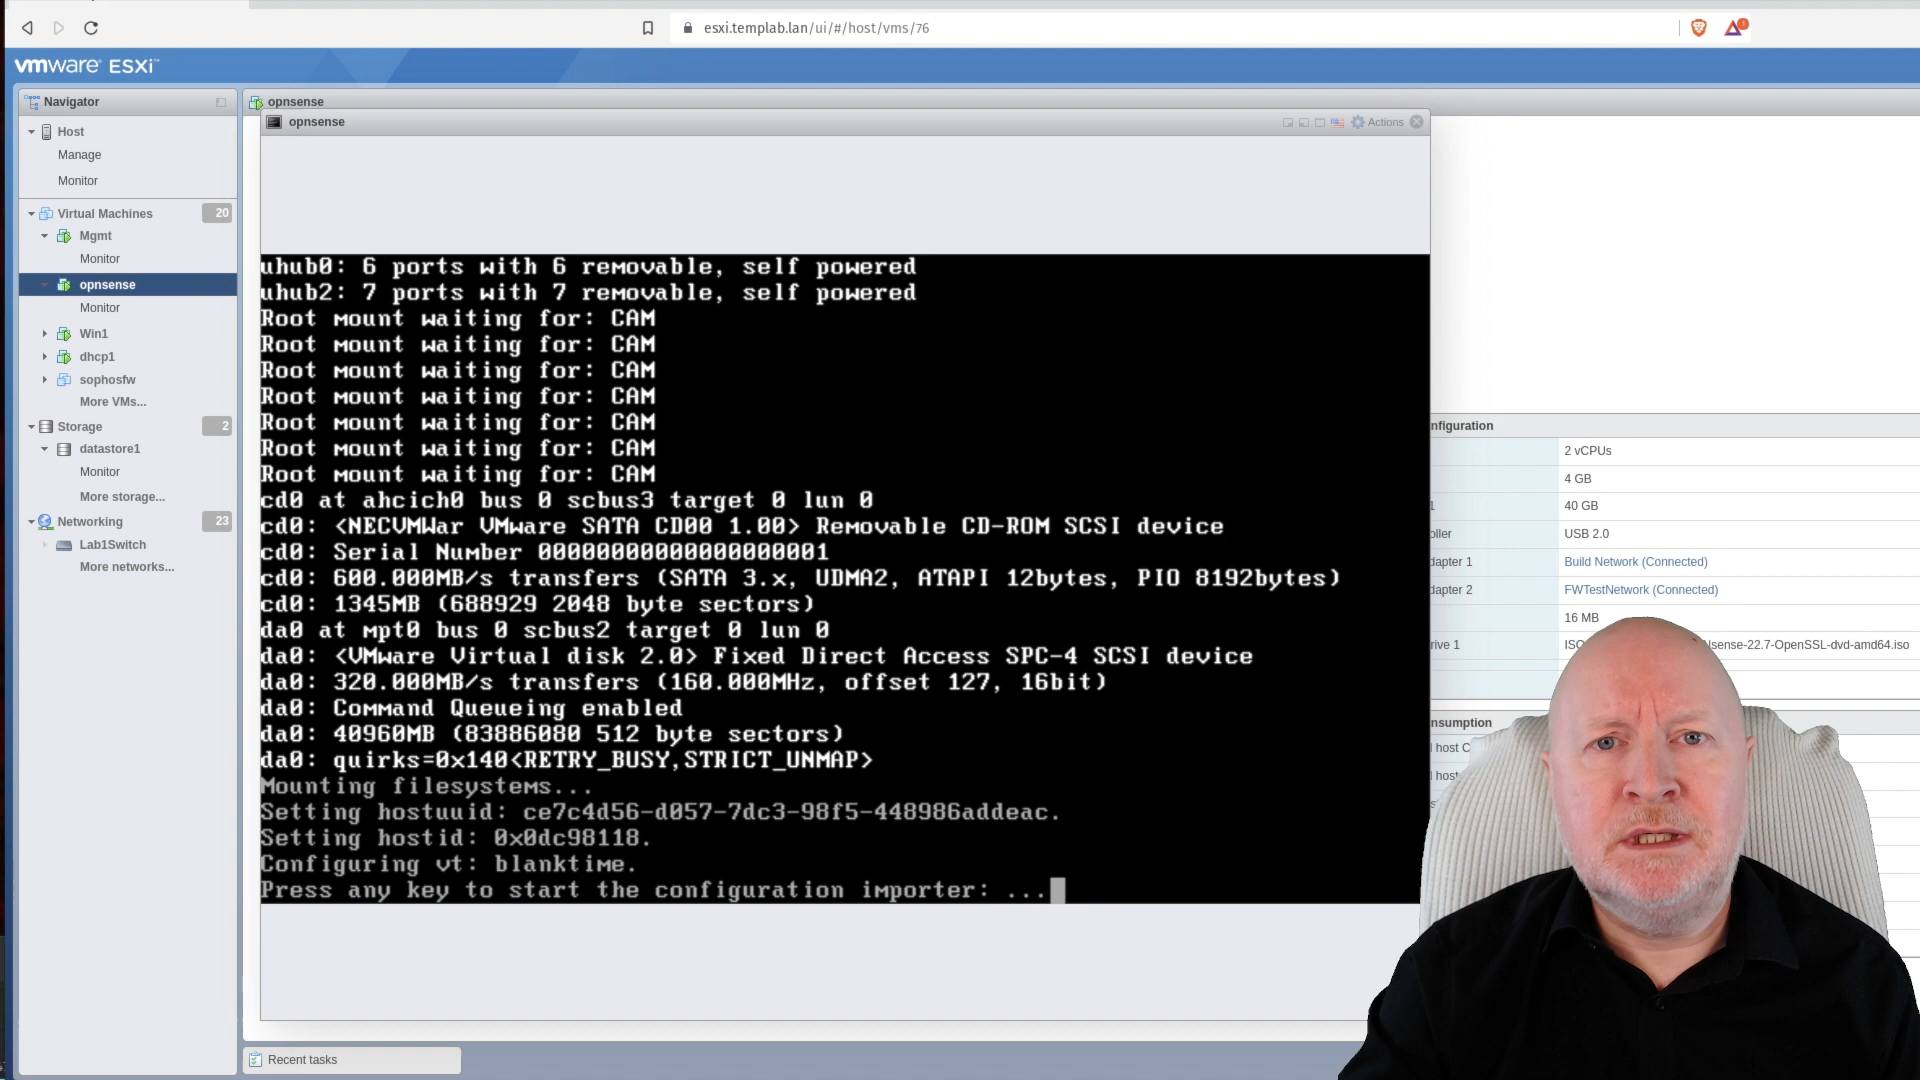 esxi.templab.lan/ui/#/host/vms/76
vmware ESXi™
Navigator
Host
Manage
Monitor
Virtual Machines 20
Mgmt
Monitor
opnsense
Monitor
Win1
dhcp1
sophosfw
More VMs...
Storage 2
datastore1
Monitor
More storage...
Networking 23
Lab1Switch
More networks...
opnsense
opnsense
Actions
uhub0: 6 ports with 6 removable, self powered
uhub2: 7 ports with 7 removable, self powered
Root mount waiting for: CAM
Root mount waiting for: CAM
Root mount waiting for: CAM
Root mount waiting for: CAM
Root mount waiting for: CAM
Root mount waiting for: CAM
Root mount waiting for: CAM
cd0 at ahcich0 bus 0 scbus3 target 0 lun 0
cd0: <NECVMWar VMware SATA CD00 1.00> Removable CD-ROM SCSI device
cd0: Serial Number 00000000000000000001
cd0: 600.000MB/s transfers (SATA 3.x, UDMA2, ATAPI 12bytes, PIO 8192bytes)
cd0: 1345MB (688929 2048 byte sectors)
da0 at mpt0 bus 0 scbus2 target 0 lun 0
da0: <VMware Virtual disk 2.0> Fixed Direct Access SPC-4 SCSI device
da0: 320.000MB/s transfers (160.000MHz, offset 127, 16bit)
da0: Command Queueing enabled
da0: 40960MB (83886080 512 byte sectors)
da0: quirks=0x140<RETRY_BUSY,STRICT_UNMAP>
Mounting filesystems...
Setting hostuuid: ce7c4d56-d057-7dc3-98f5-448986addeac.
Setting hostid: 0x0dc98118.
Configuring vt: blanktime.
Press any key to start the configuration importer: ...
nfiguration
2 vCPUs
4 GB
1 40 GB
oller USB 2.0
dapter 1 Build Network (Connected)
dapter 2 FWTestNetwork (Connected)
16 MB
rive 1 ISO Nsense-22.7-OpenSSL-dvd-amd64.iso
nsumption
l host C
l host
Recent tasks